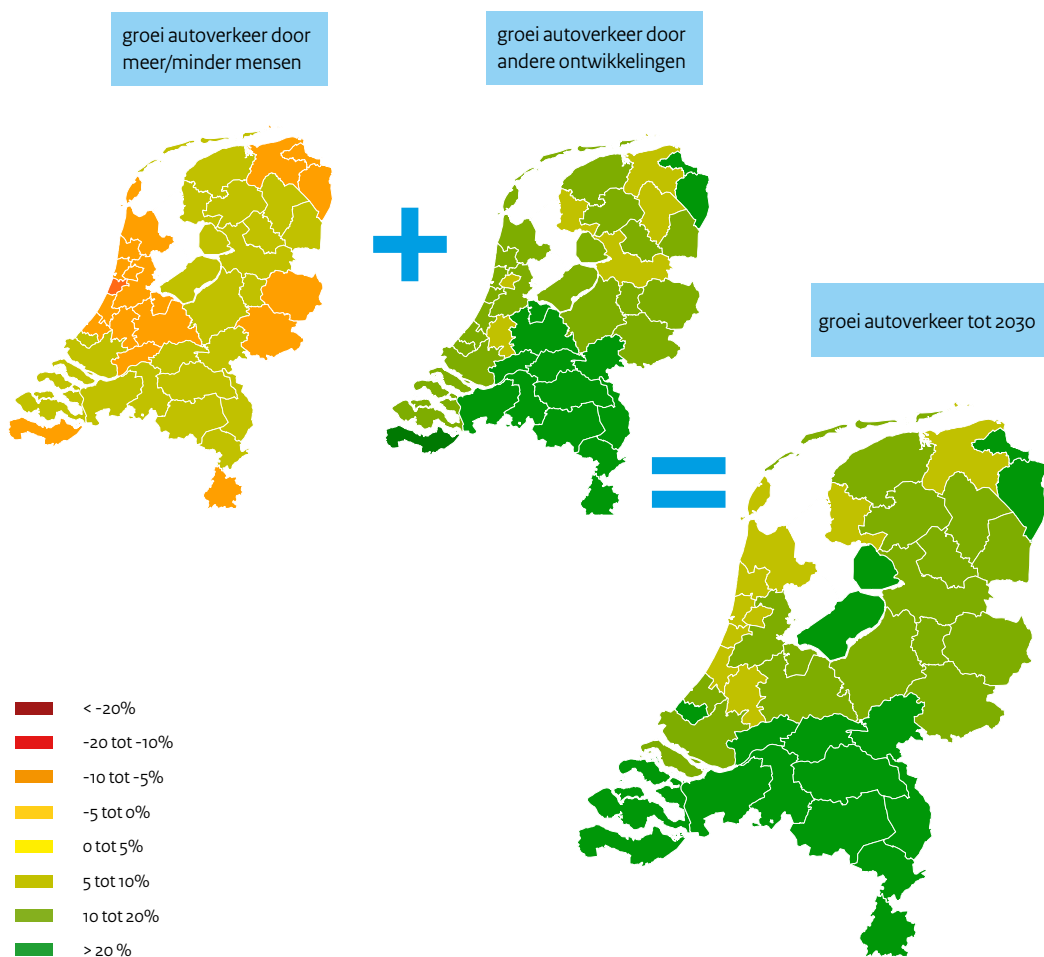 groei autoverkeer door
meer/minder mensen
groei autoverkeer door
andere ontwikkelingen
groei autoverkeer tot 2030
< -20%
-20 tot -10%
-10 tot -5%
-5 tot 0%
0 tot 5%
5 tot 10%
10 tot 20%
> 20 %